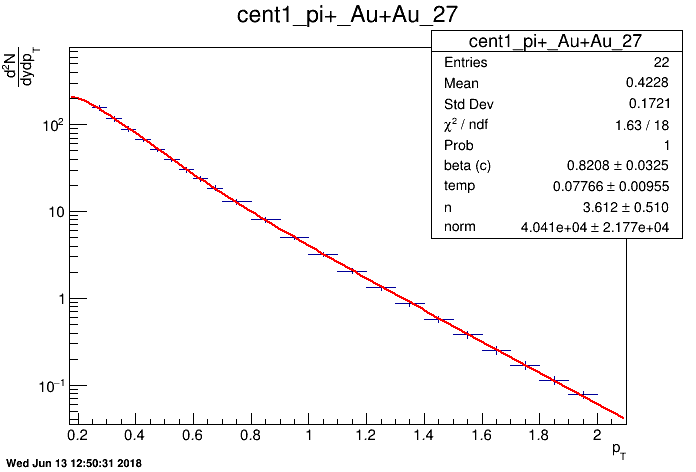 cent1_pi+_Au+Au_27
d²N
dydp_T
cent1_pi+_Au+Au_27
Entries 22
Mean 0.4228
Std Dev 0.1721
χ² / ndf 1.63 / 18
Prob 1
beta (c) 0.8208 ± 0.0325
temp 0.07766 ± 0.00955
n 3.612 ± 0.510
norm 4.041e+04 ± 2.177e+04
10²
10
1
10⁻¹
0.2 0.4 0.6 0.8 1 1.2 1.4 1.6 1.8 2
p_T
Wed Jun 13 12:50:31 2018